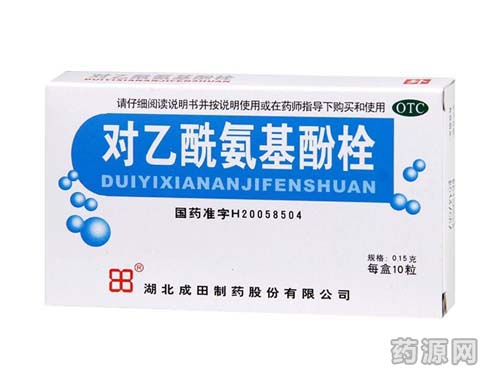 请仔细阅读说明书并按说明使用或在药师指导下购买和使用
OTC
对乙酰氨基酚栓
DUIYIXIANANJIFENSHUAN
国药准字H20058504
规格：0.15克
每盒10粒
®
湖北成田制药股份有限公司
药源网